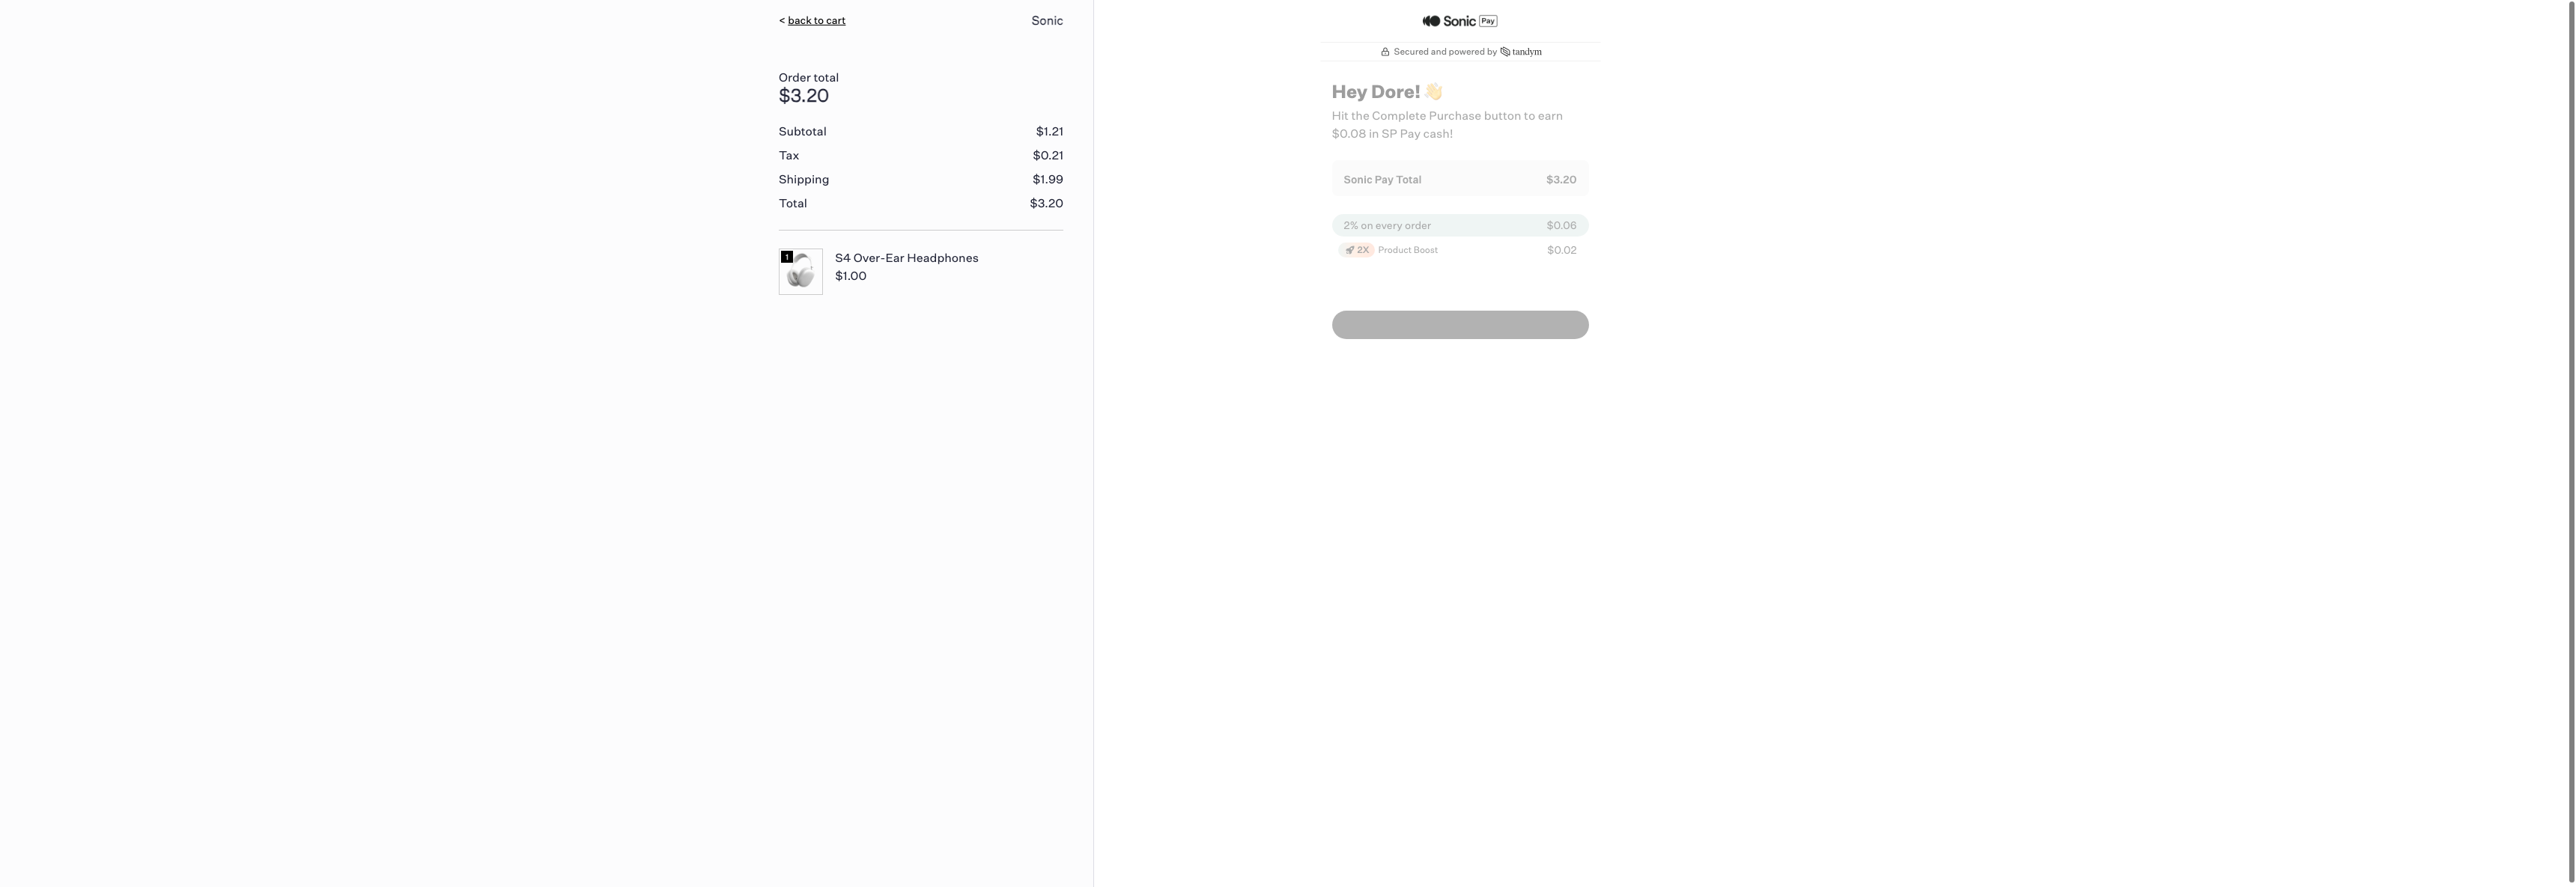 < back to cart
Sonic
Order total
$3.20
Subtotal $1.21
Tax $0.21
Shipping $1.99
Total $3.20
1
S4 Over-Ear Headphones
$1.00
Sonic Pay
Secured and powered by tandym
Hey Dore! 👋
Hit the Complete Purchase button to earn
$0.08 in SP Pay cash!
Sonic Pay Total $3.20
2% on every order $0.06
2X Product Boost $0.02